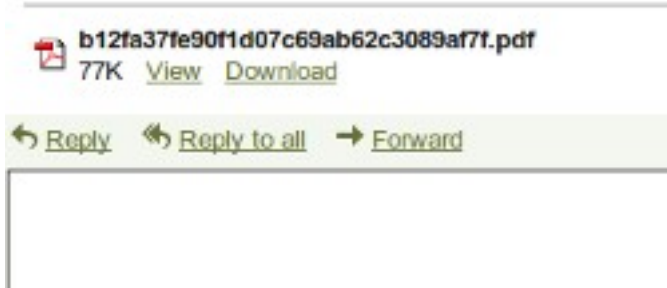 b12fa37fe90f1d07c69ab62c3089af7f.pdf
77K View Download
Reply Reply to all Forward